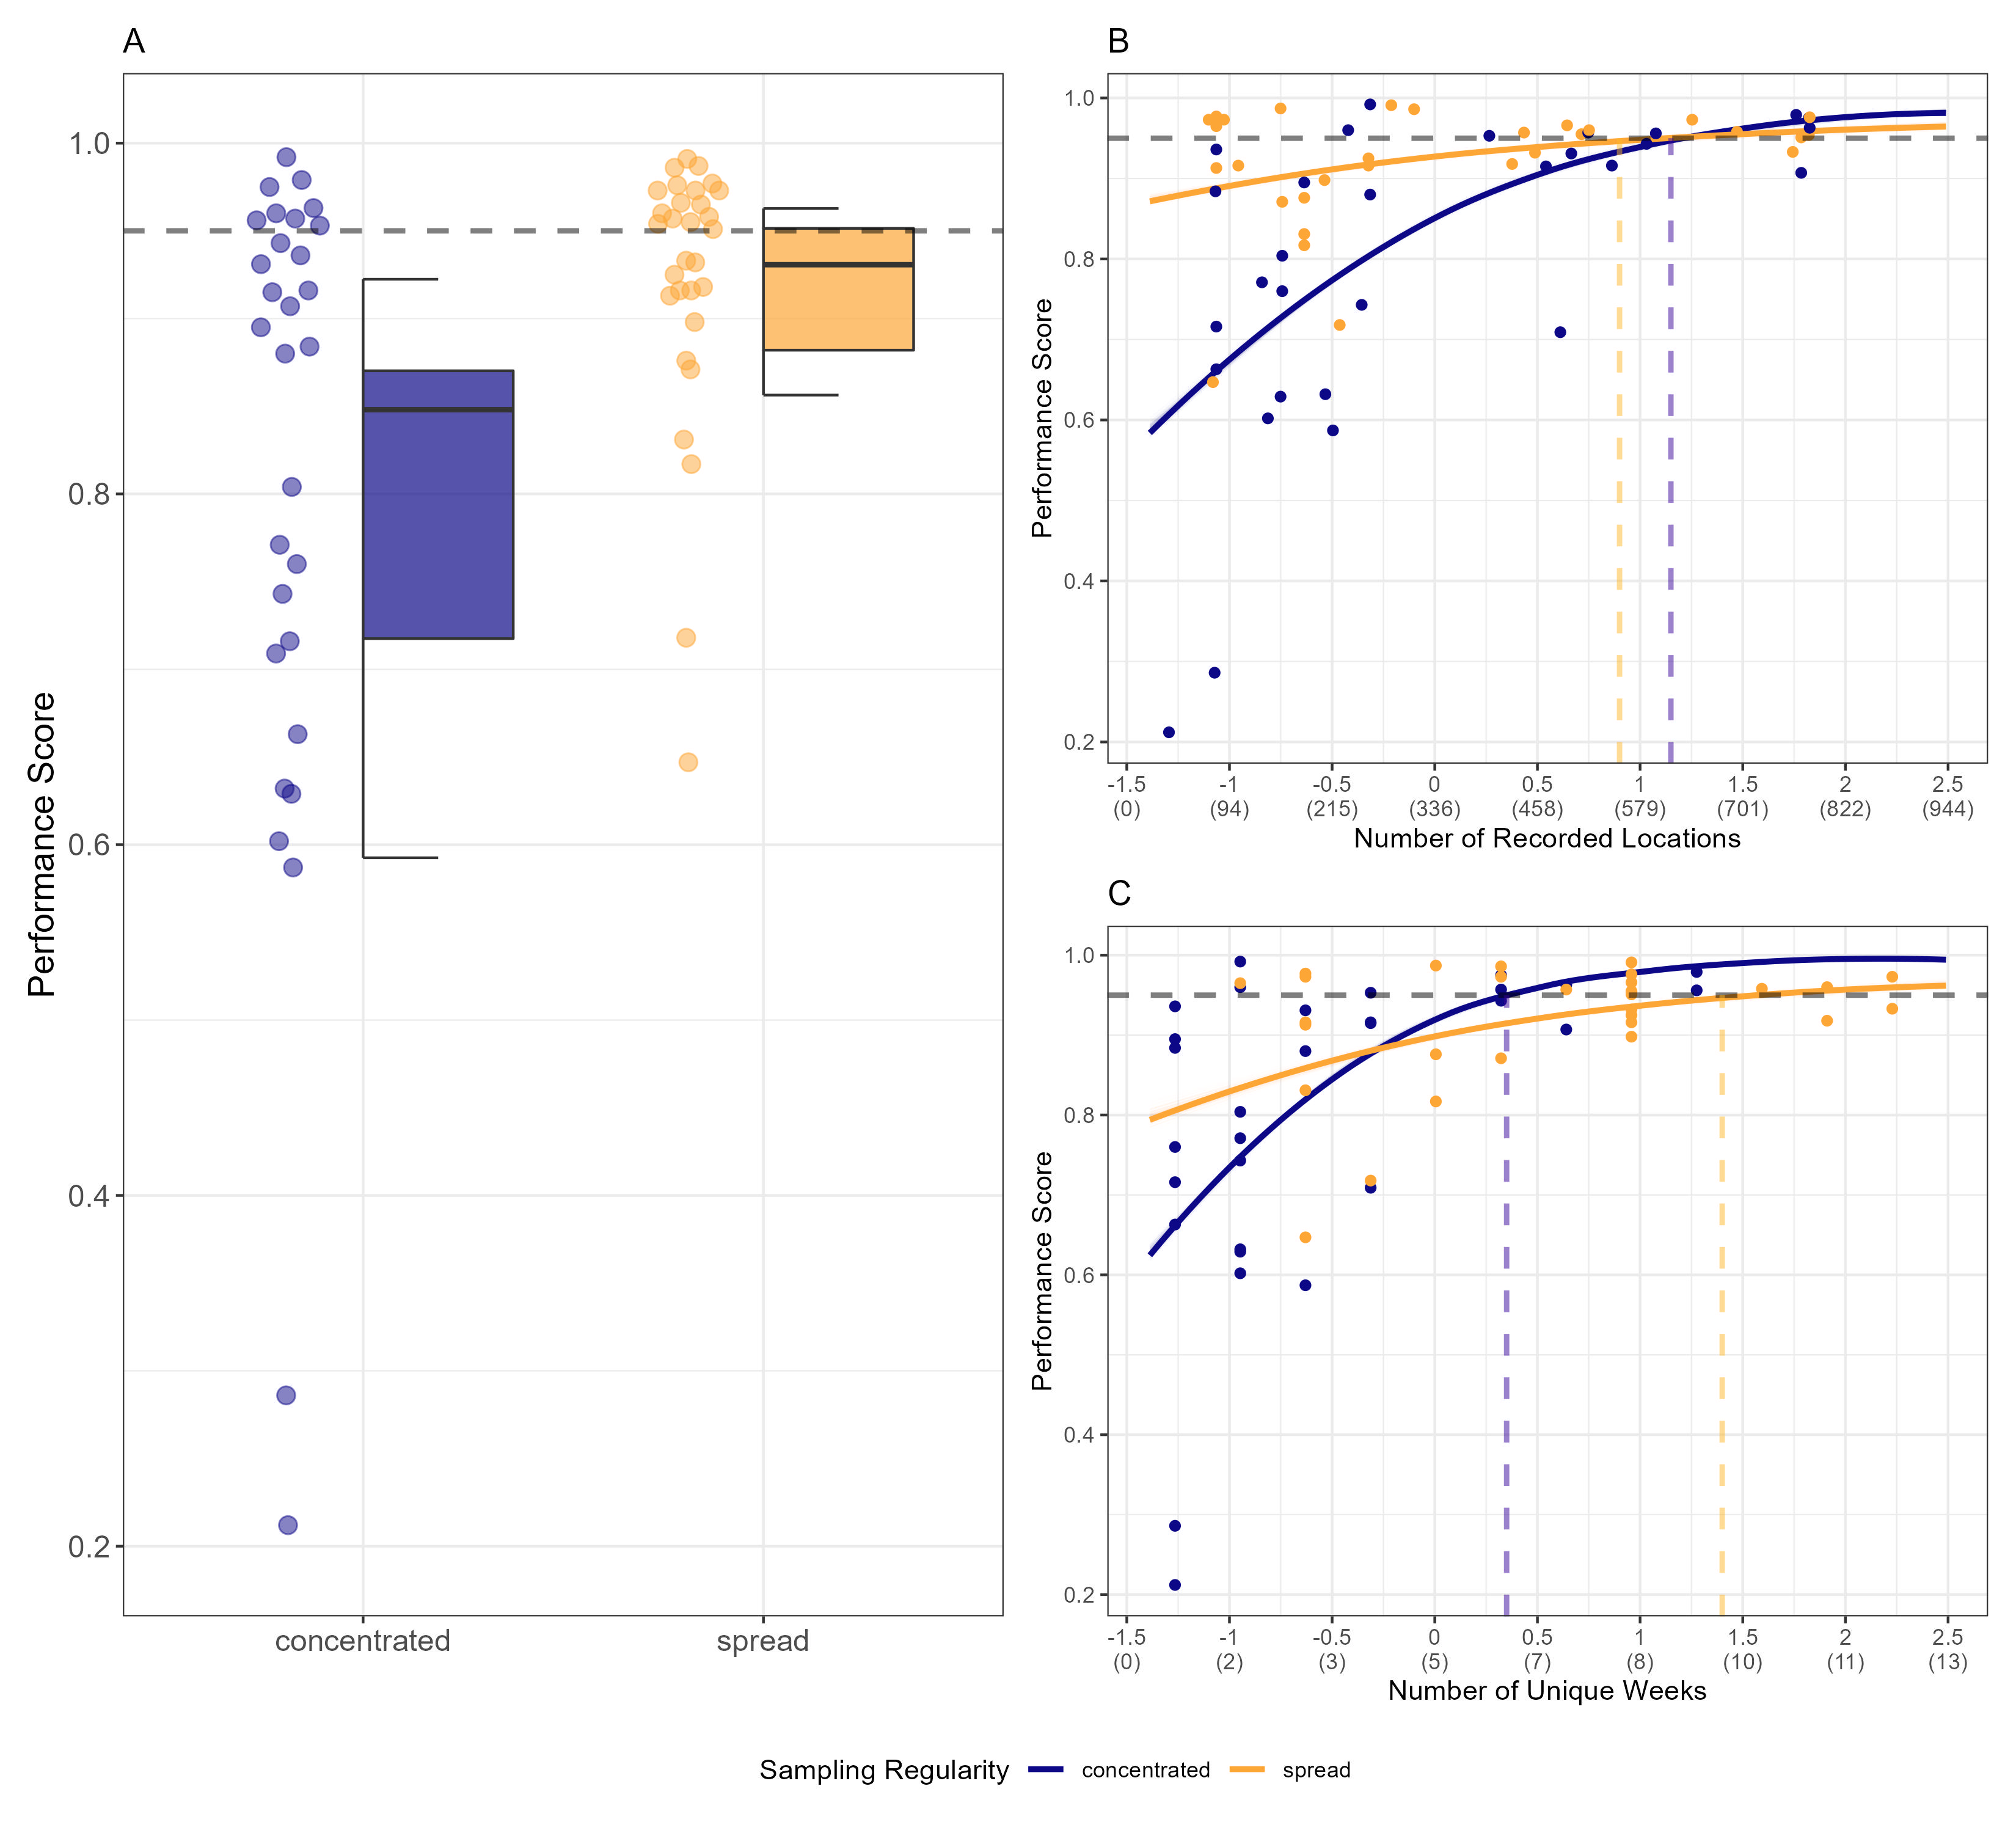 A
Performance Score
1.0
0.8
0.6
0.4
0.2
concentrated spread
B
Performance Score
1.0
0.8
0.6
0.4
0.2
-1.5 -1 -0.5 0 0.5 1 1.5 2 2.5
(0) (94) (215) (336) (458) (579) (701) (822) (944)
Number of Recorded Locations
C
Performance Score
1.0
0.8
0.6
0.4
0.2
-1.5 -1 -0.5 0 0.5 1 1.5 2 2.5
(0) (2) (3) (5) (7) (8) (10) (11) (13)
Number of Unique Weeks
Sampling Regularity concentrated spread